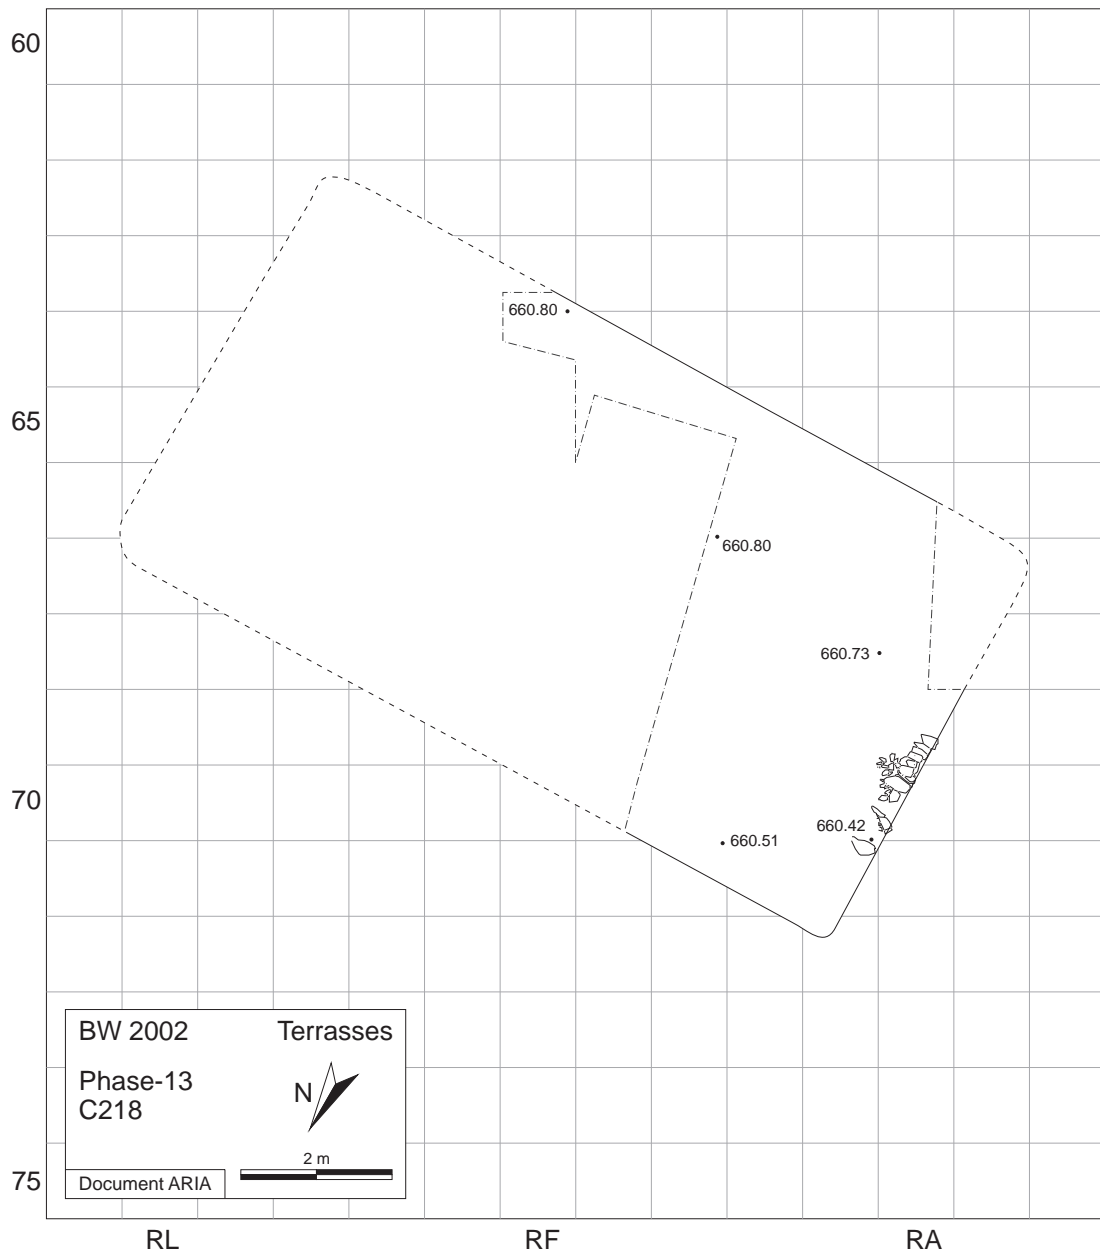 60
660.80
65
660.80
660.73
70
660.42
660.51
BW 2002 Terrasses
Phase-13
C218
N
2 m
Document ARIA
75
RL RF RA